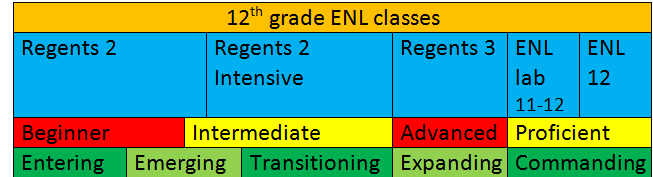 12th grade ENL classes
Regents 2
Regents 2
Intensive
Regents 3
ENL
lab
11-12
ENL
12
Beginner
Intermediate
Advanced
Proficient
Entering
Emerging
Transitioning
Expanding
Commanding